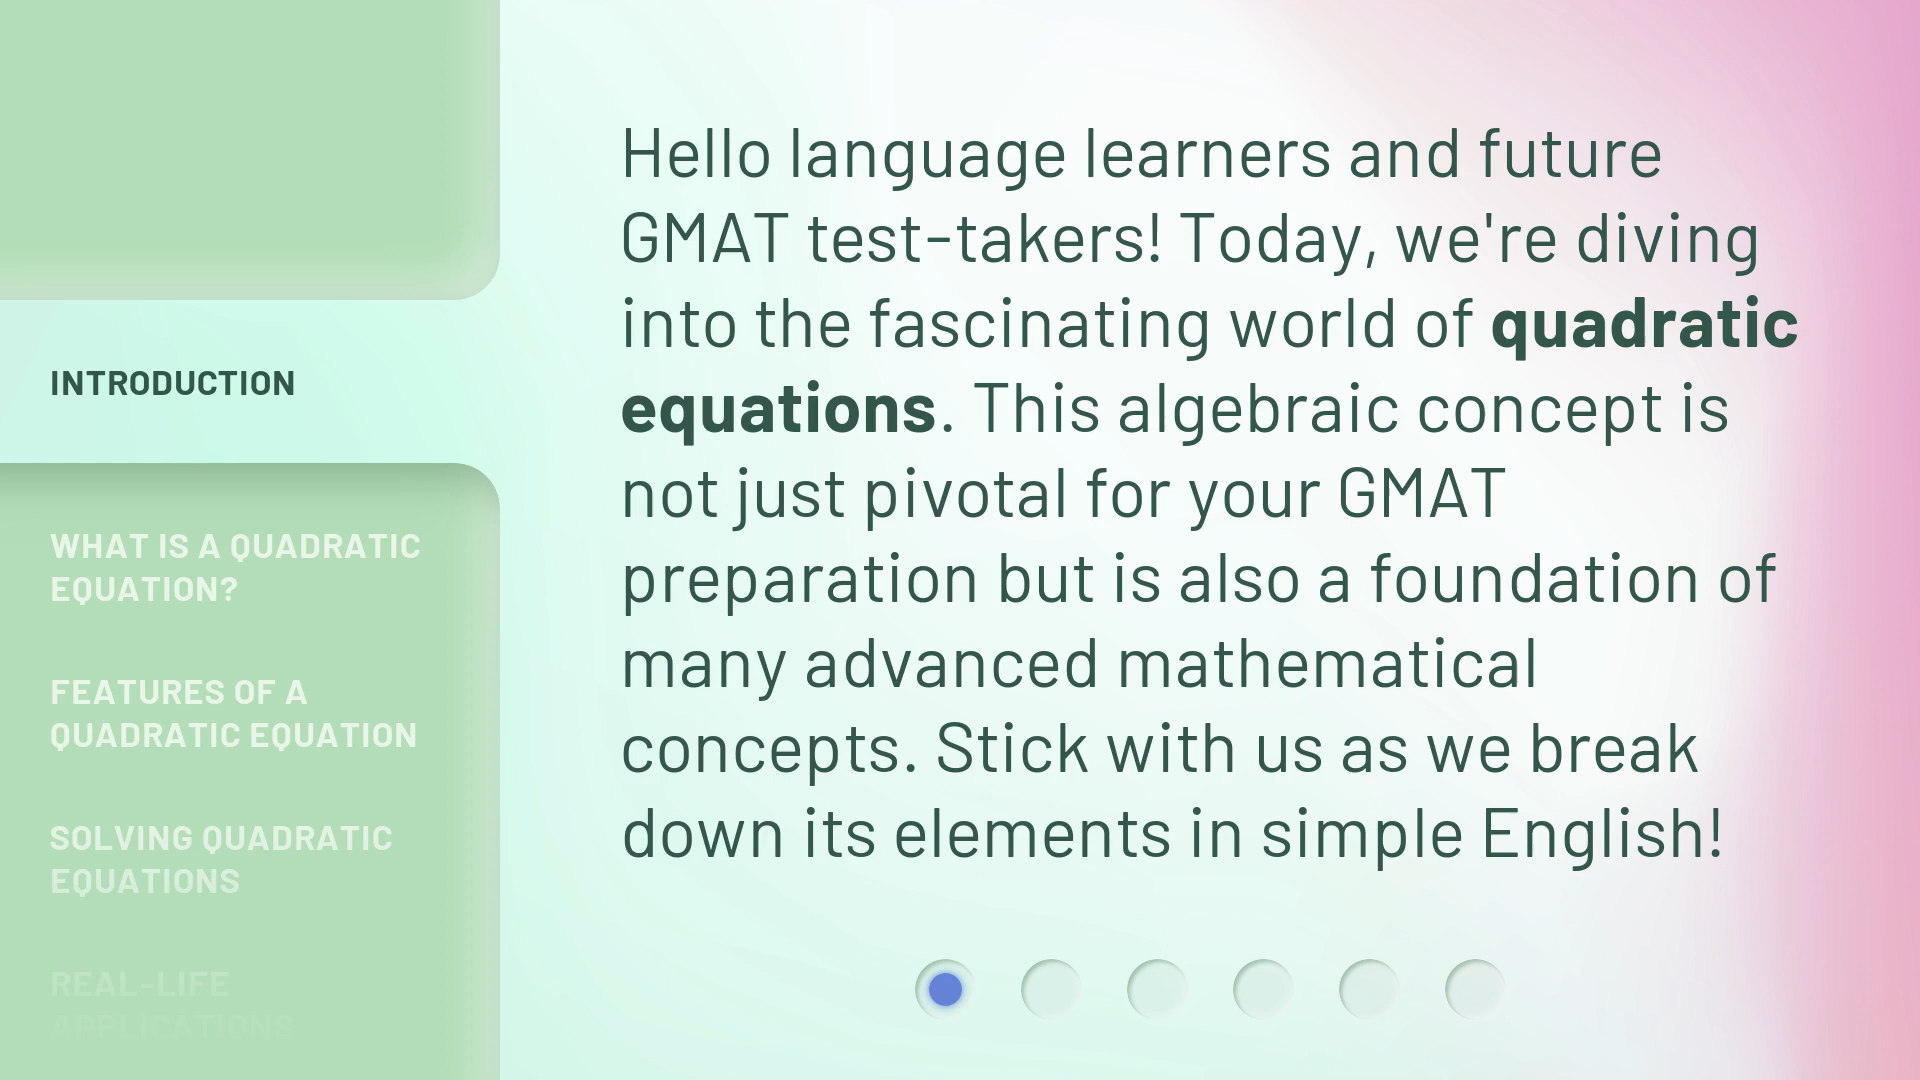 INTRODUCTION
WHAT IS A QUADRATIC
EQUATION?
FEATURES OF A
QUADRATIC EQUATION
SOLVING QUADRATIC
EQUATIONS
REAL-LIFE
APPLICATIONS
Hello language learners and future
GMAT test-takers! Today, we're diving
into the fascinating world of quadratic
equations. This algebraic concept is
not just pivotal for your GMAT
preparation but is also a foundation of
many advanced mathematical
concepts. Stick with us as we break
down its elements in simple English!